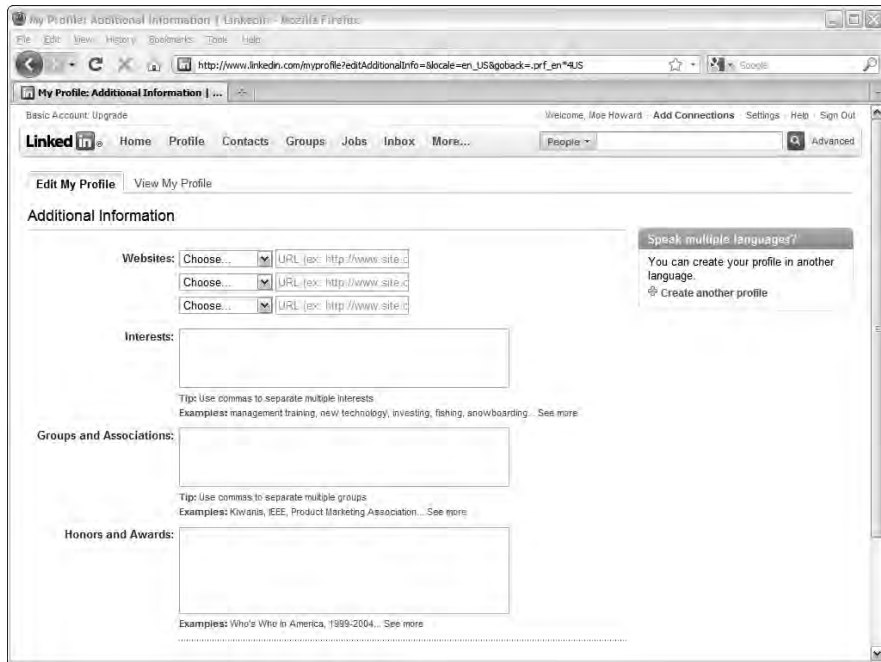 My Profile: Additional Information | LinkedIn - Mozilla Firefox
File Edit View History Bookmarks Tools Help
http://www.linkedin.com/myprofile?editAdditionalInfo=&locale=en_US&goback=.prf_en*4US Google
My Profile: Additional Information | ...
Basic Account: Upgrade Welcome, Moe Howard Add Connections Settings Help Sign Out
Linked in Home Profile Contacts Groups Jobs Inbox More... People Advanced
Edit My Profile View My Profile
Additional Information
Speak multiple languages?
Websites: Choose... URL (ex: http://www.site.c
You can create your profile in another
language.
Choose... URL (ex: http://www.site.c
Create another profile
Choose... URL (ex: http://www.site.c
Interests:
Tip: Use commas to separate multiple interests
Examples: management training, new technology, investing, fishing, snowboarding... See more
Groups and Associations:
Tip: Use commas to separate multiple groups
Examples: Kiwanis, IEEE, Product Marketing Association... See more
Honors and Awards:
Examples: Who's Who in America, 1999-2004... See more